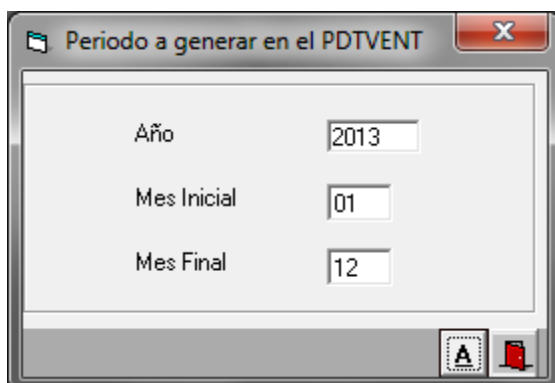 Periodo a generar en el PDTVENT
Año 2013
Mes Inicial 01
Mes Final 12
A